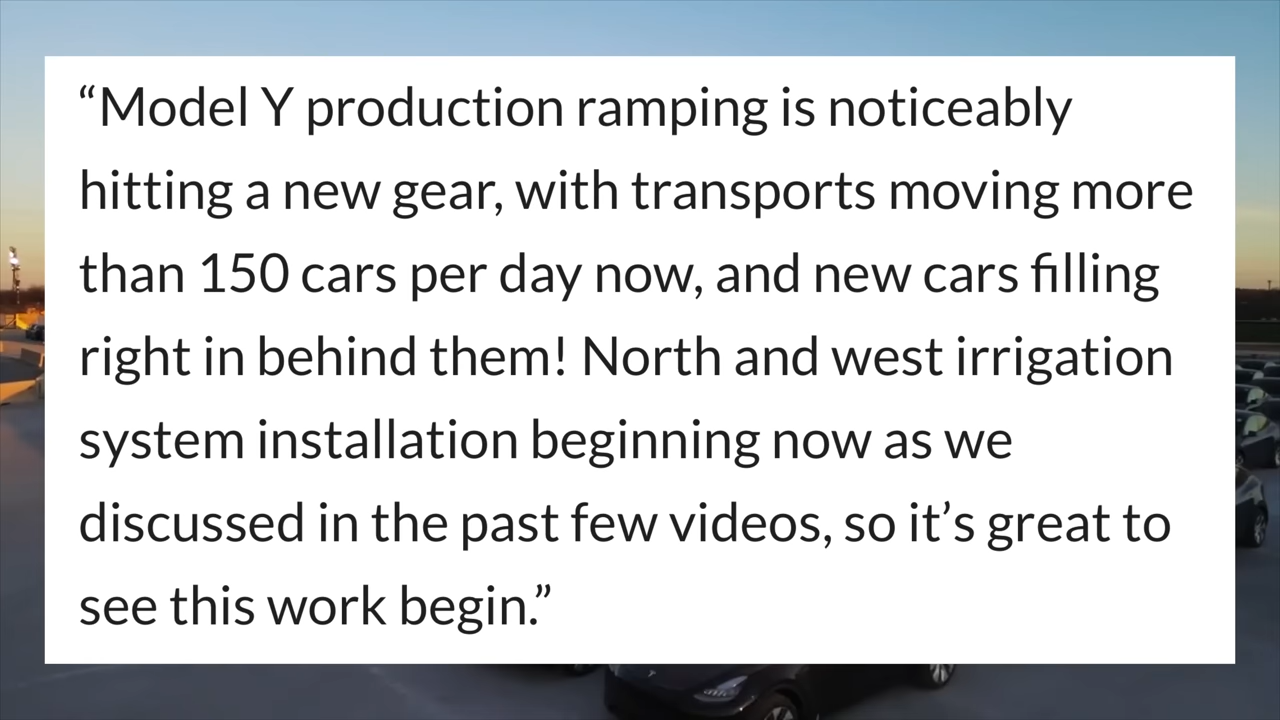 “Model Y production ramping is noticeably
hitting a new gear, with transports moving more
than 150 cars per day now, and new cars filling
right in behind them! North and west irrigation
system installation beginning now as we
discussed in the past few videos, so it’s great to
see this work begin.”